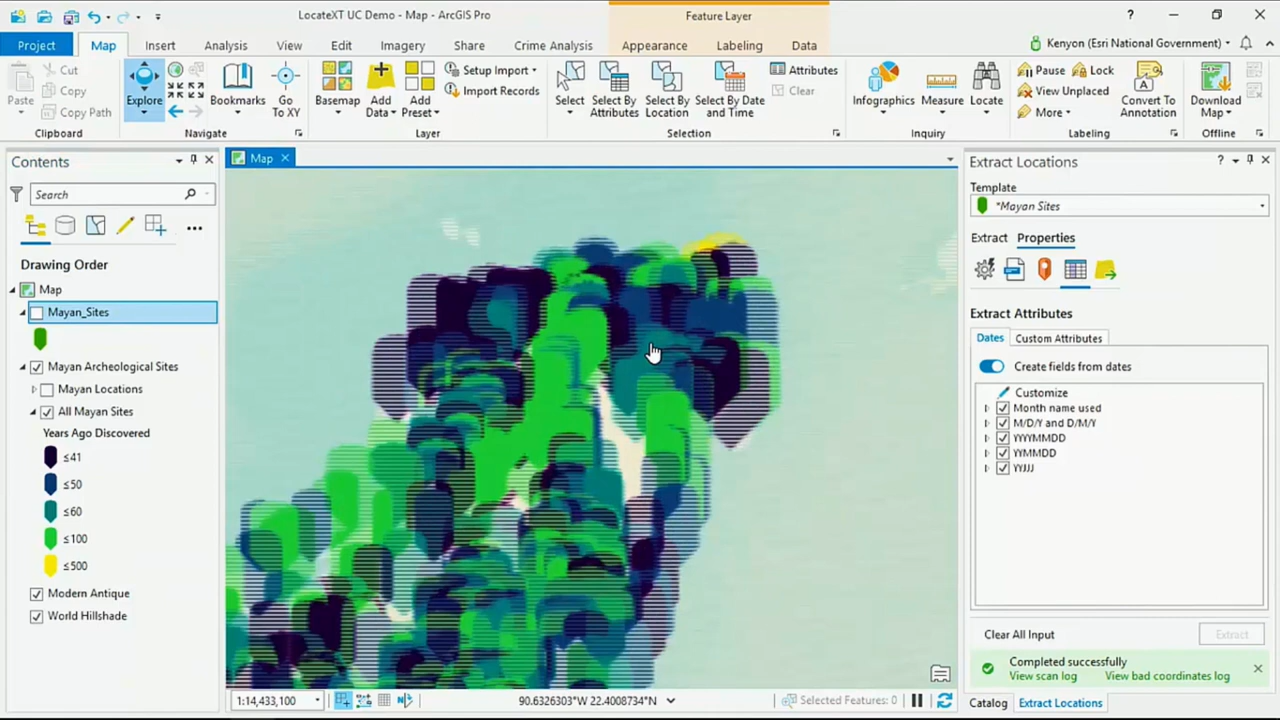 LocateXT UC Demo - Map - ArcGIS Pro
Feature Layer
?
Project
Map
Insert
Analysis
View
Edit
Imagery
Share
Crime Analysis
Appearance
Labeling
Data
Kenyon (Esri National Government)
Paste
Cut
Copy
Copy Path
Clipboard
Explore
Bookmarks
Go To XY
Navigate
Basemap
Add Data
Add Preset
Setup Import
Import Records
Layer
Select
Select By Attributes
Select By Location
Select By Date and Time
Attributes
Clear
Selection
Infographics
Measure
Locate
Inquiry
Pause
Lock
View Unplaced
More
Convert To Annotation
Labeling
Download Map
Offline
Contents
Search
Drawing Order
Map
Mayan_Sites
Mayan Archeological Sites
Mayan Locations
All Mayan Sites
Years Ago Discovered
≤41
≤50
≤60
≤100
≤500
Modern Antique
World Hillshade
Map
1:14,433,100
90.6326303°W 22.4008734°N
Selected Features: 0
Extract Locations
?
Template
*Mayan Sites
Extract
Properties
Extract Attributes
Dates
Custom Attributes
Create fields from dates
Customize
Month name used
M/D/Y and D/M/Y
YYYYMMDD
YYMMDD
YYJJJ
Clear All Input
Extract
Completed successfully
View scan log
View bad coordinates log
Catalog
Extract Locations